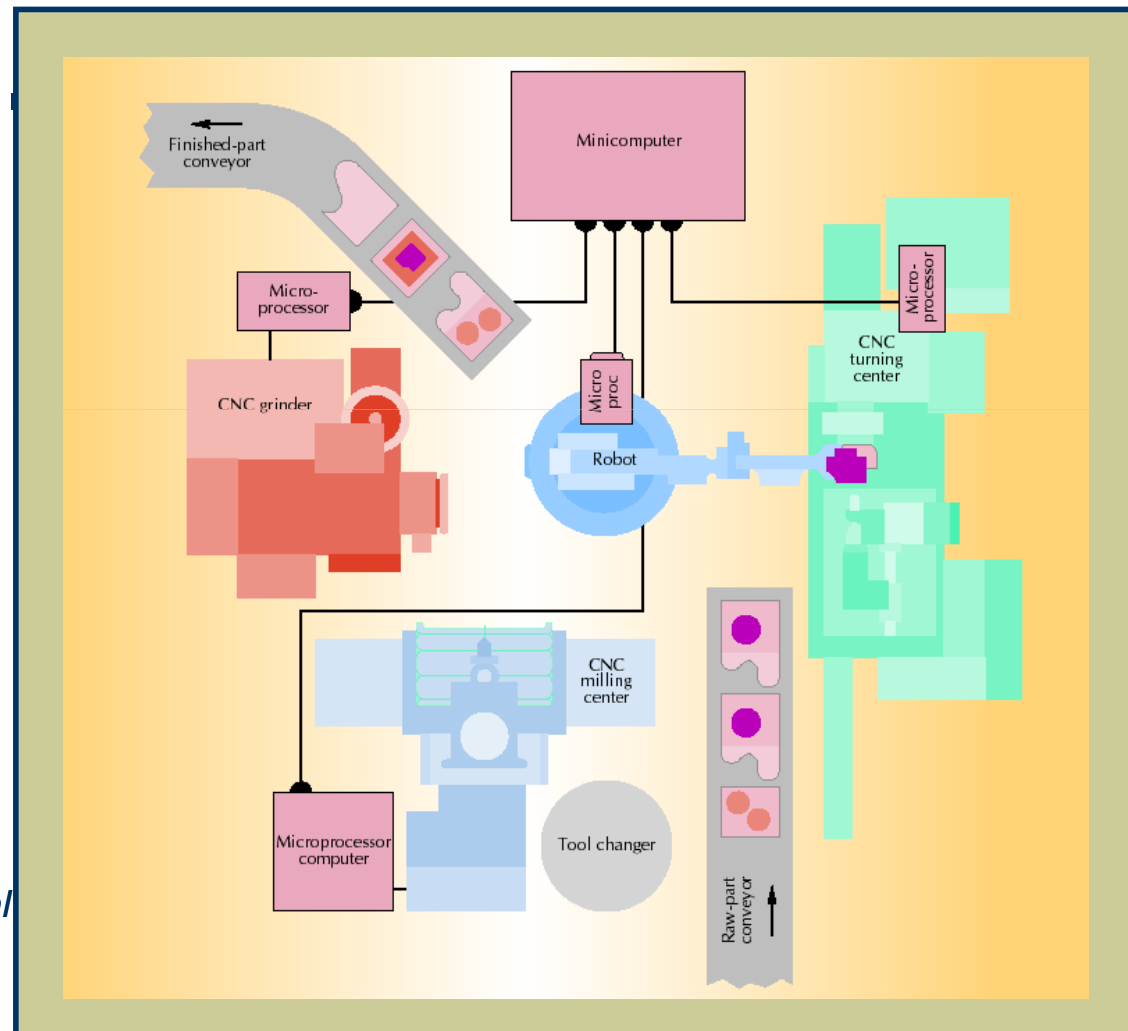 Minicomputer
Finished-part
conveyor
Micro-
processor
Micro-
processor
CNC
turning
center
CNC grinder
Micro
proc
Robot
CNC
milling
center
Microprocessor
computer
Tool changer
Raw-part
conveyor